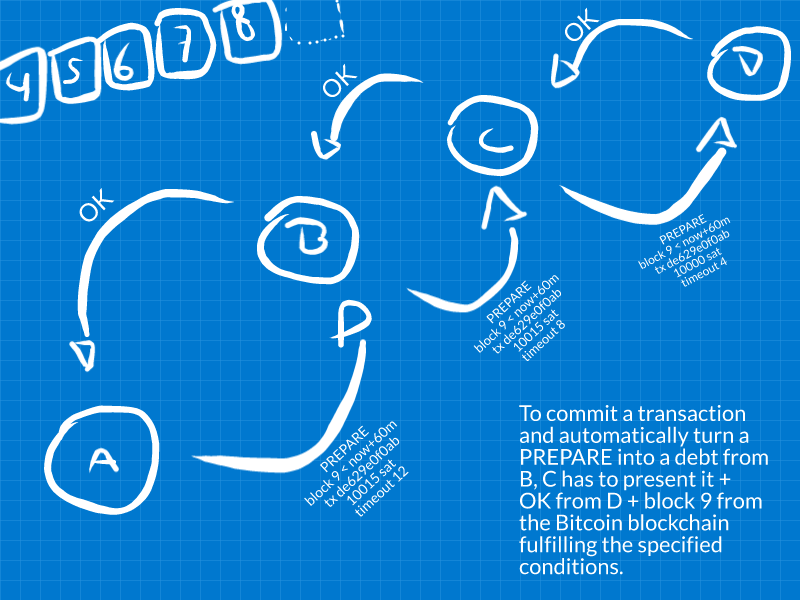 4 5 6 7 8
OK
D
OK
C
PREPARE
block 9 < now+60m
tx de629e0f0ab
10000 sat
timeout 4
OK
B
PREPARE
block 9 < now+60m
tx de629e0f0ab
10015 sat
timeout 8
A
PREPARE
block 9 < now+60m
tx de629e0f0ab
10015 sat
timeout 12
To commit a transaction
and automatically turn a
PREPARE into a debt from
B, C has to present it +
OK from D + block 9 from
the Bitcoin blockchain
fulfilling the specified
conditions.